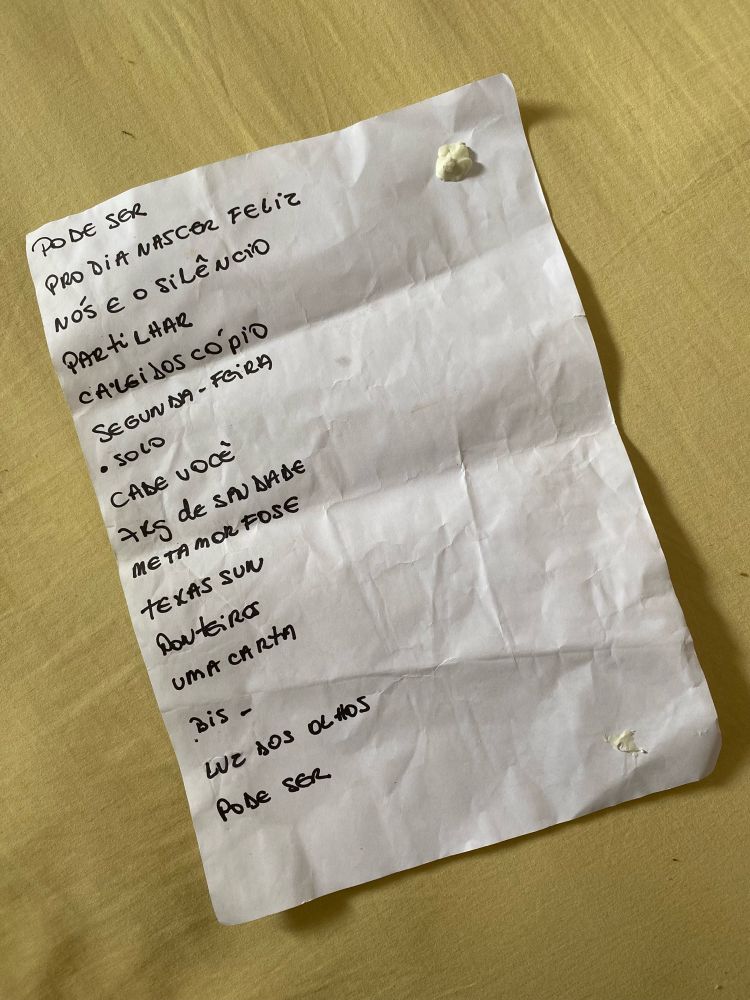 PODE SER
PRO DIA NASCER FELIZ
NÓS E O SILÊNCIO
PARTILHAR
CALEIDOSCÓPIO
SEGUNDA-FEIRA
• SOLO
CADE VOCÊ
7Kg de SAUDADE
METAMORFOSE
TEXAS SUN
PONTEIROS
UMA CARTA
BIS -
LUZ DOS OLHOS
PODE SER